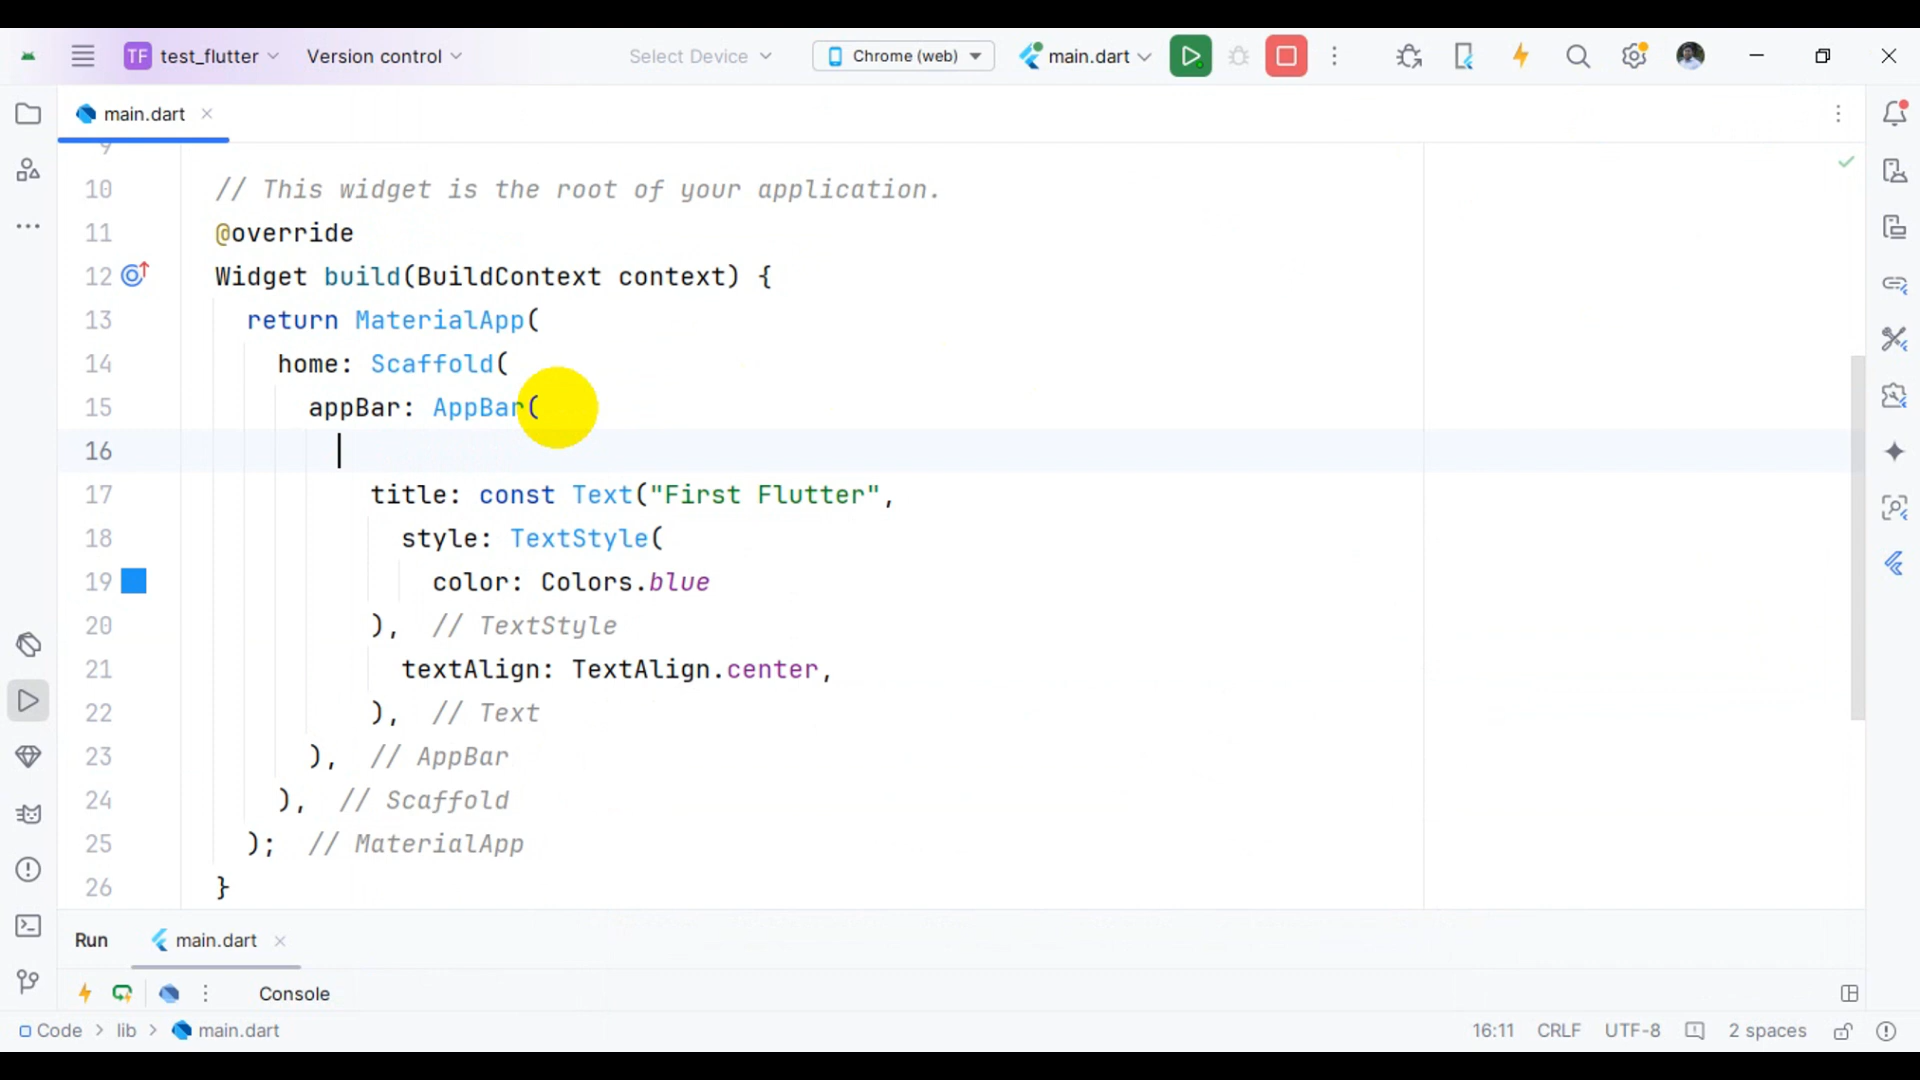 TF test_flutter Version control Select Device Chrome (web) main.dart
main.dart
9
10 // This widget is the root of your application.
11 @override
12 Widget build(BuildContext context) {
13 return MaterialApp(
14 home: Scaffold(
15 appBar: AppBar(
16
17 title: const Text("First Flutter",
18 style: TextStyle(
19 color: Colors.blue
20 ), // TextStyle
21 textAlign: TextAlign.center,
22 ), // Text
23 ), // AppBar
24 ), // Scaffold
25 ); // MaterialApp
26 }
Run main.dart
Console
Code > lib > main.dart 16:11 CRLF UTF-8 2 spaces